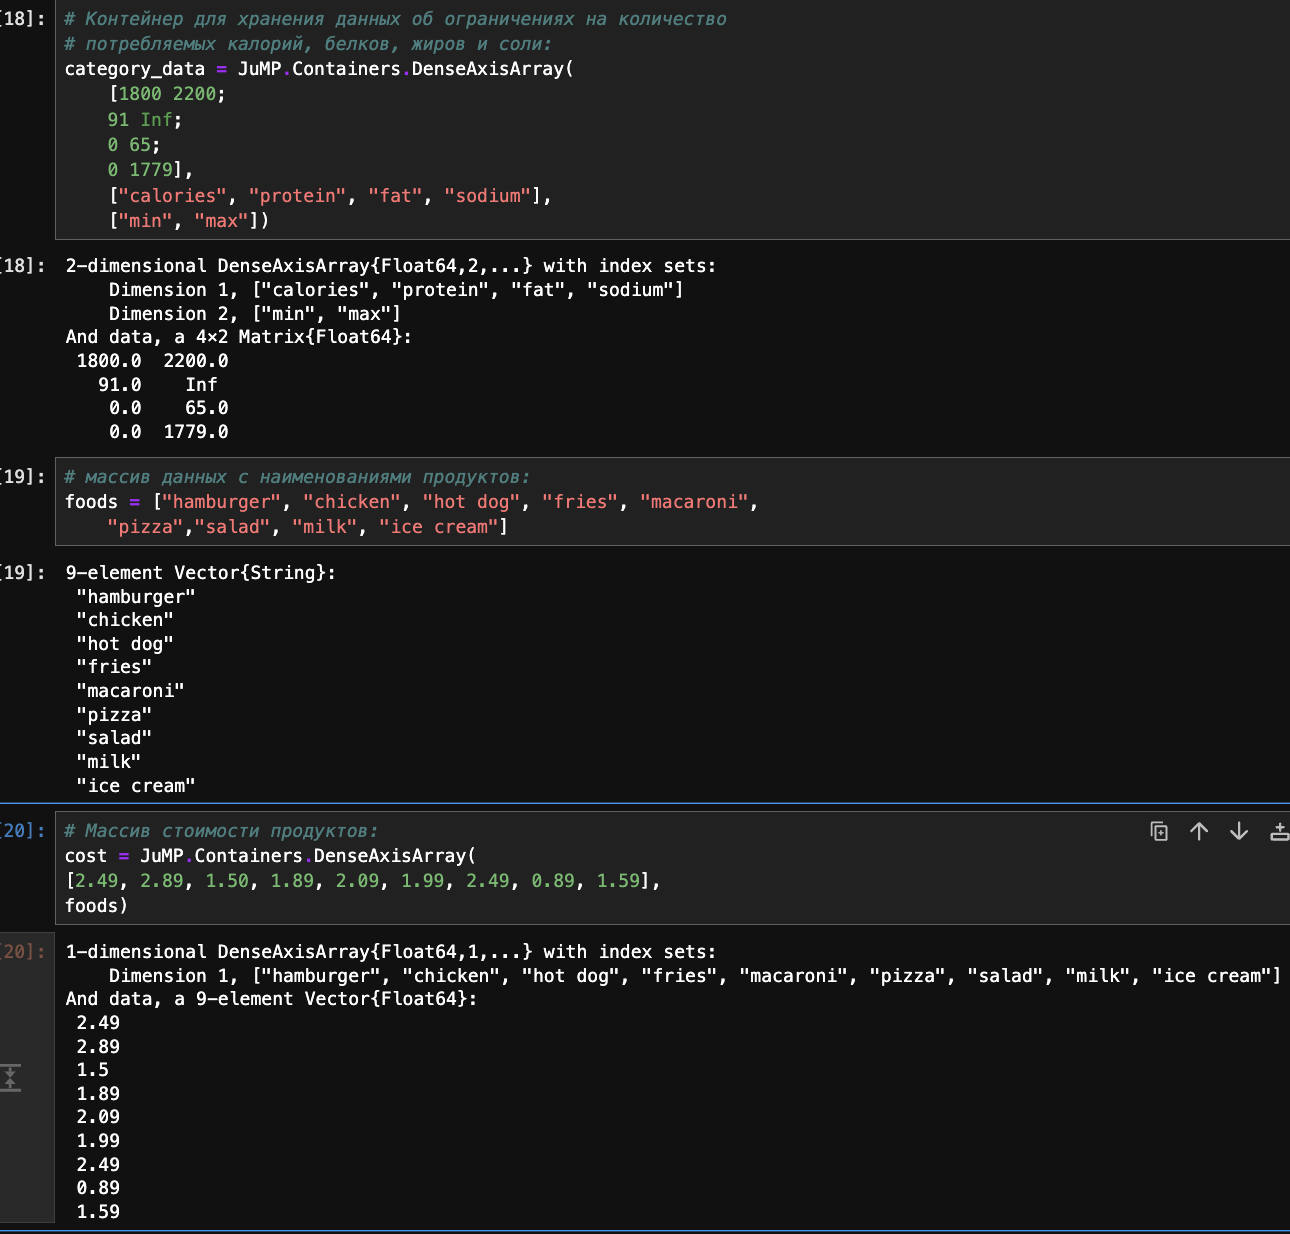 [18]: # Контейнер для хранения данных об ограничениях на количество
# потребляемых калорий, белков, жиров и соли:
category_data = JuMP.Containers.DenseAxisArray(
    [1800 2200;
    91 Inf;
    0 65;
    0 1779],
    ["calories", "protein", "fat", "sodium"],
    ["min", "max"])
[18]: 2-dimensional DenseAxisArray{Float64,2,...} with index sets:
    Dimension 1, ["calories", "protein", "fat", "sodium"]
    Dimension 2, ["min", "max"]
And data, a 4×2 Matrix{Float64}:
 1800.0  2200.0
   91.0    Inf
    0.0    65.0
    0.0  1779.0
[19]: # массив данных с наименованиями продуктов:
foods = ["hamburger", "chicken", "hot dog", "fries", "macaroni",
    "pizza","salad", "milk", "ice cream"]
[19]: 9-element Vector{String}:
 "hamburger"
 "chicken"
 "hot dog"
 "fries"
 "macaroni"
 "pizza"
 "salad"
 "milk"
 "ice cream"
[20]: # Массив стоимости продуктов:
cost = JuMP.Containers.DenseAxisArray(
[2.49, 2.89, 1.50, 1.89, 2.09, 1.99, 2.49, 0.89, 1.59],
foods)
[20]: 1-dimensional DenseAxisArray{Float64,1,...} with index sets:
    Dimension 1, ["hamburger", "chicken", "hot dog", "fries", "macaroni", "pizza", "salad", "milk", "ice cream"]
And data, a 9-element Vector{Float64}:
 2.49
 2.89
 1.5
 1.89
 2.09
 1.99
 2.49
 0.89
 1.59